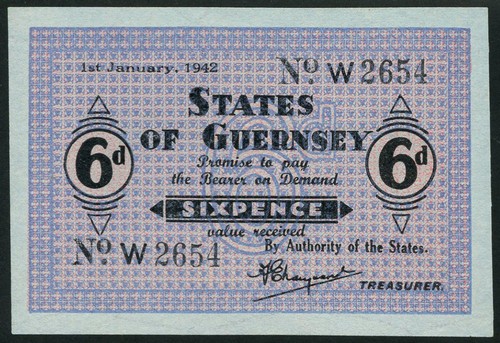 1st January, 1942
No W 2654
STATES
OF GUERNSEY
6d
6d
Promise to pay
the Bearer on Demand
SIXPENCE
value received
By Authority of the States.
No W 2654
TREASURER.